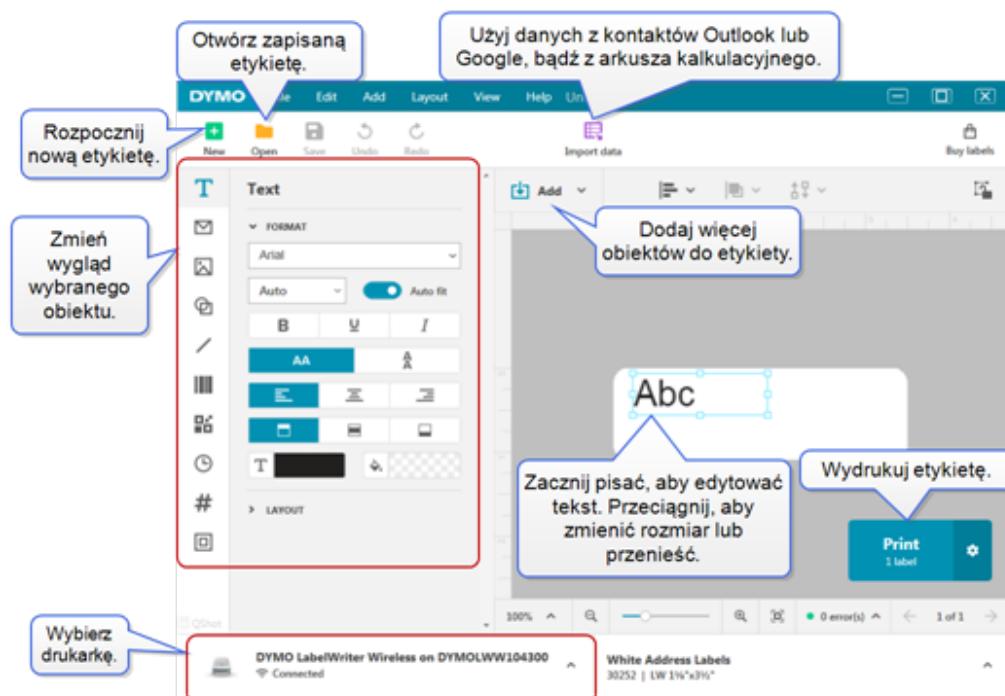 Otwórz zapisaną
etykietę.
Użyj danych z kontaktów Outlook lub
Google, bądź z arkusza kalkulacyjnego.
DYMO Edit Add Layout View Help
Rozpocznij
nową etykietę.
New Open Save Undo Redo Import data Buy labels
Zmień
wygląd
wybranego
obiektu.
T Text
Add
FORMAT
Dodaj więcej
obiektów do etykiety.
Arial
Auto Auto fit
B U I
AA A
A
T
#
LAYOUT
Abc
Zacznij pisać, aby edytować
tekst. Przeciągnij, aby
zmienić rozmiar lub
przenieść.
Wydrukuj etykietę.
Print
1 label
QShot
100% 0 error(s) 1 of 1
Wybierz
drukarkę.
DYMO LabelWriter Wireless on DYMOLWW104300
Connected
White Address Labels
30252 | LW 1⅛"x3½"